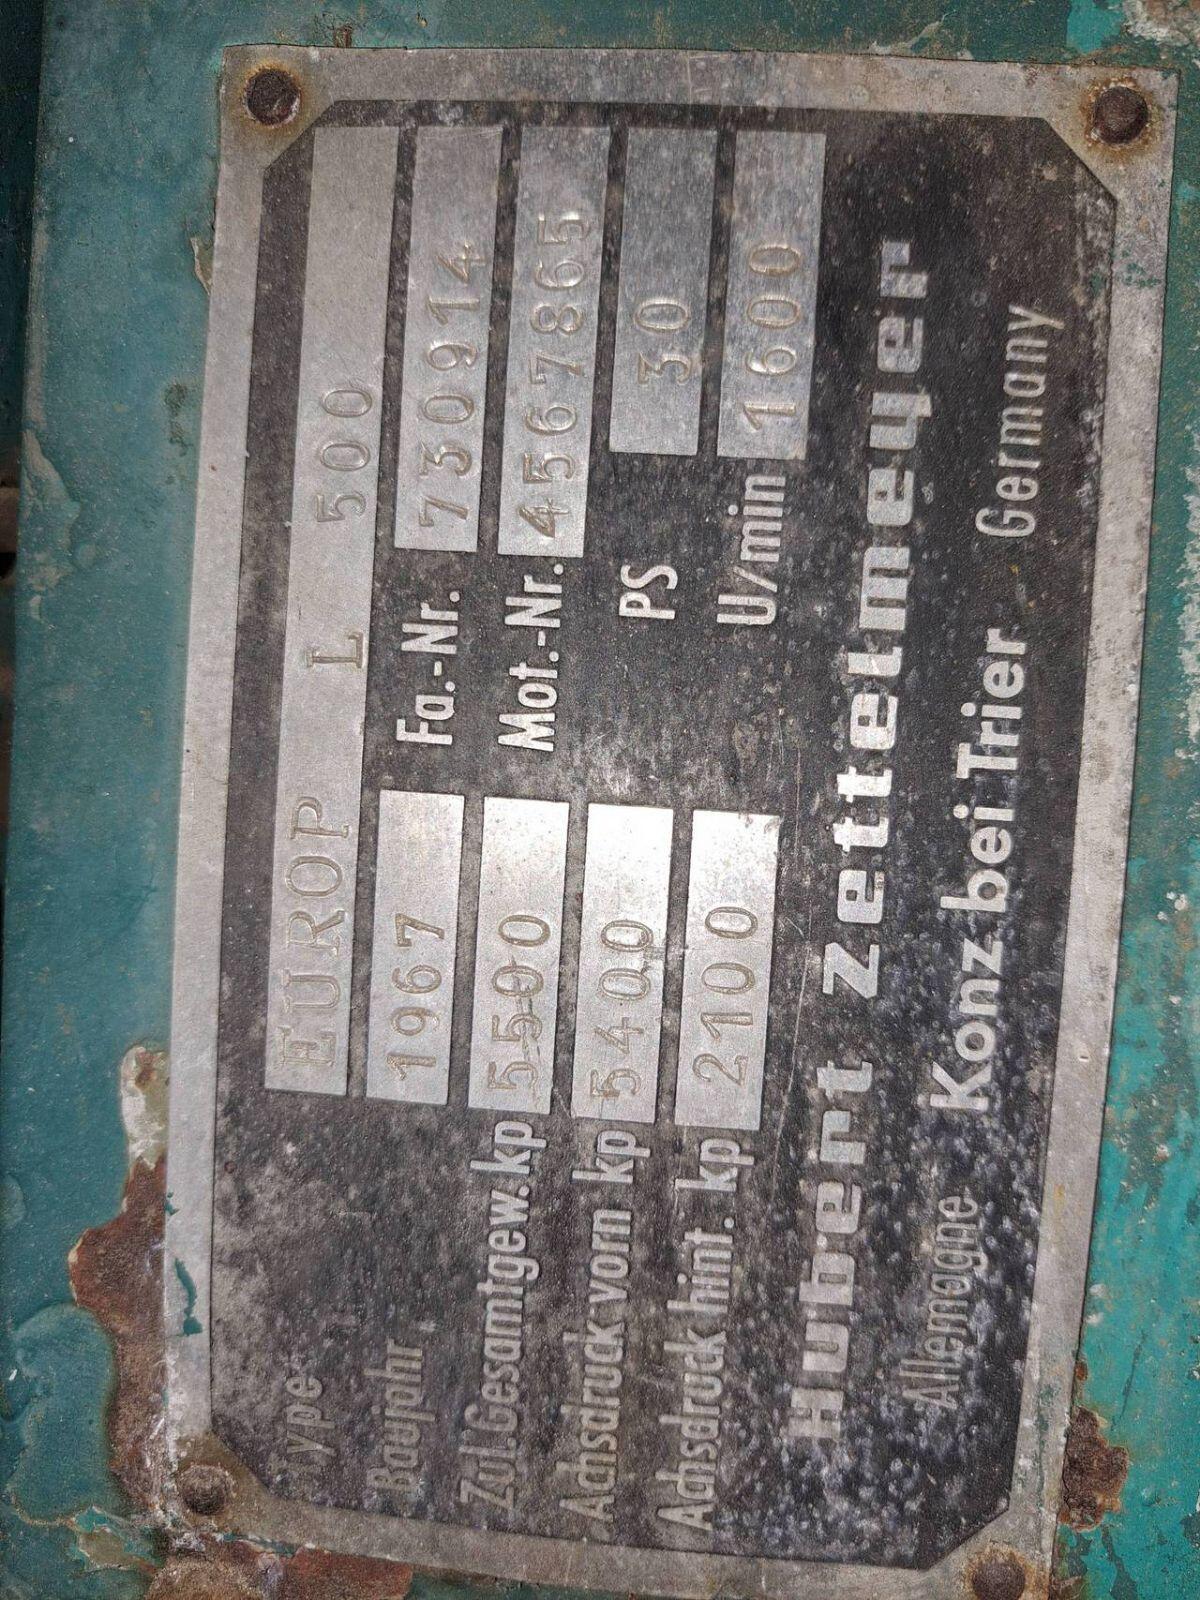 Type EUROP L 500
Baujahr 1967 Fa.-Nr. 730914
Zul. Gesamtgew. kp 5500 Mot.-Nr. 4567865
Achsdruck vorn kp 5400 PS 30
Achsdruck hint. kp 2100 U/min 1600
Hubert Zettelmeyer
Allemagne Konz bei Trier Germany